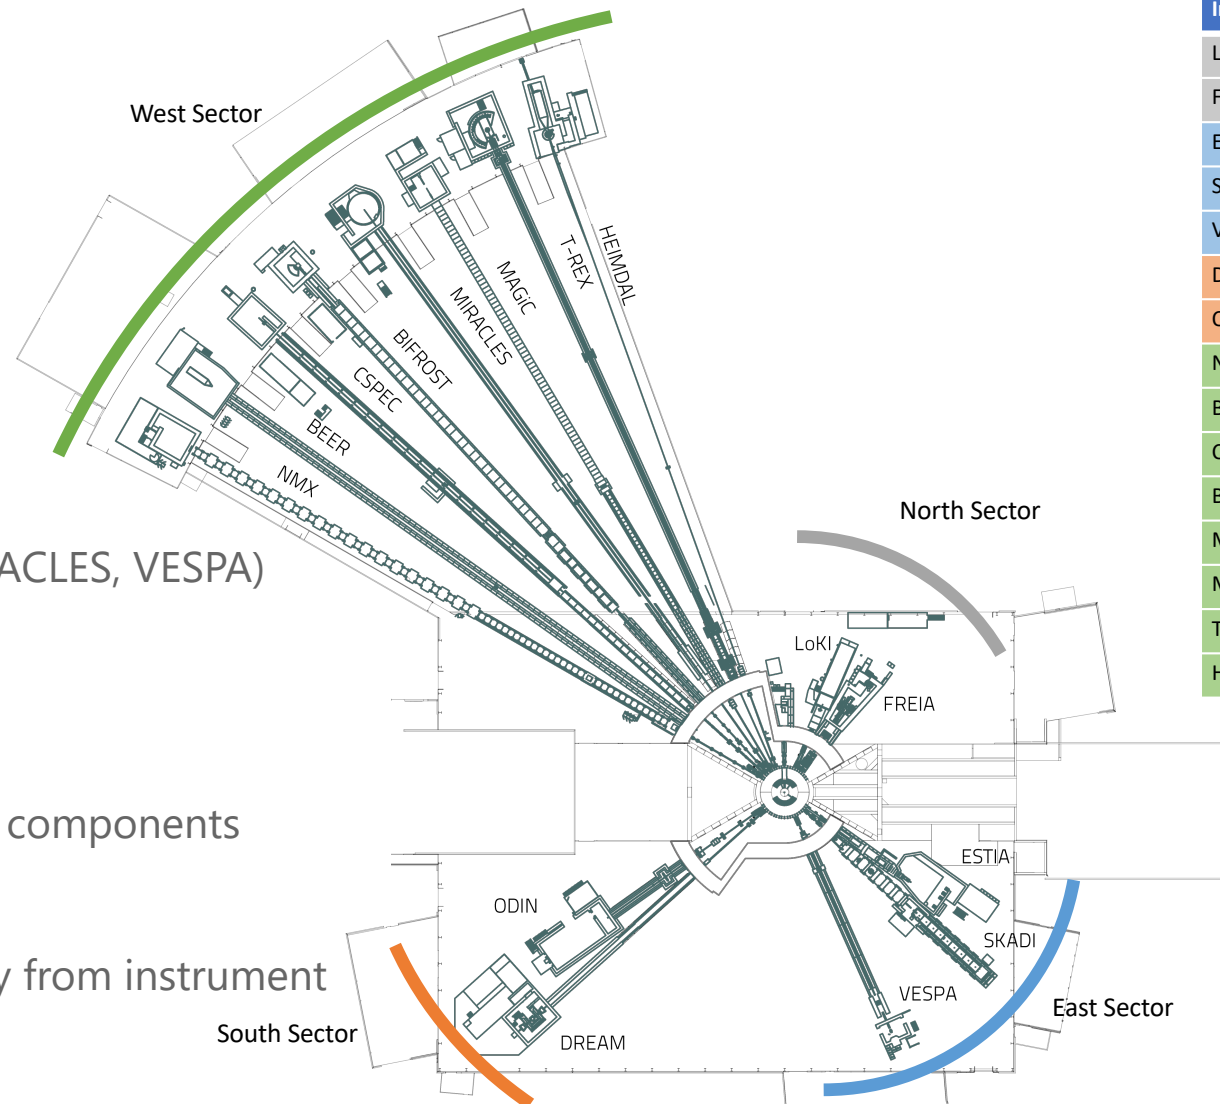 West Sector
HEIMDAL
T-REX
MAGiC
MIRACLES
BIFROST
CSPEC
BEER
NMX
ACLES, VESPA)
North Sector
LoKI
FREIA
components
ESTIA
ODIN
SKADI
y from instrument
VESPA
East Sector
South Sector
DREAM
L
F
E
S
V
D
N
B
B
M
M
T
H